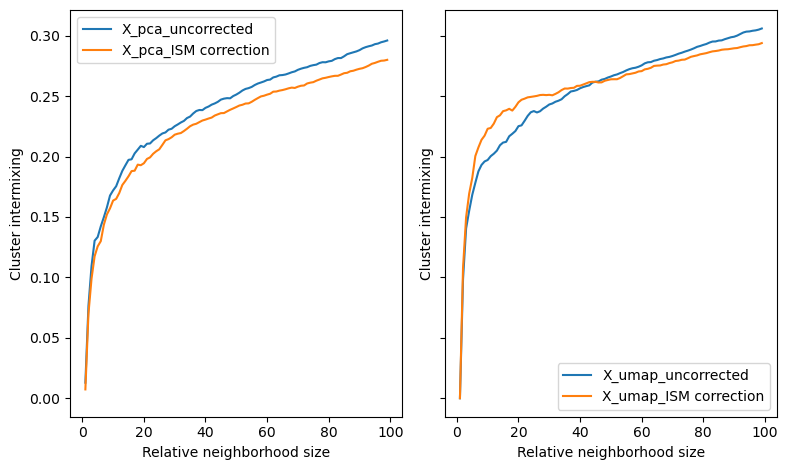 X_pca_uncorrected
X_pca_ISM correction
0.30
0.25
0.20
0.15
0.10
0.05
0.00
Cluster intermixing
0 20 40 60 80 100
Relative neighborhood size
Cluster intermixing
X_umap_uncorrected
X_umap_ISM correction
0 20 40 60 80 100
Relative neighborhood size